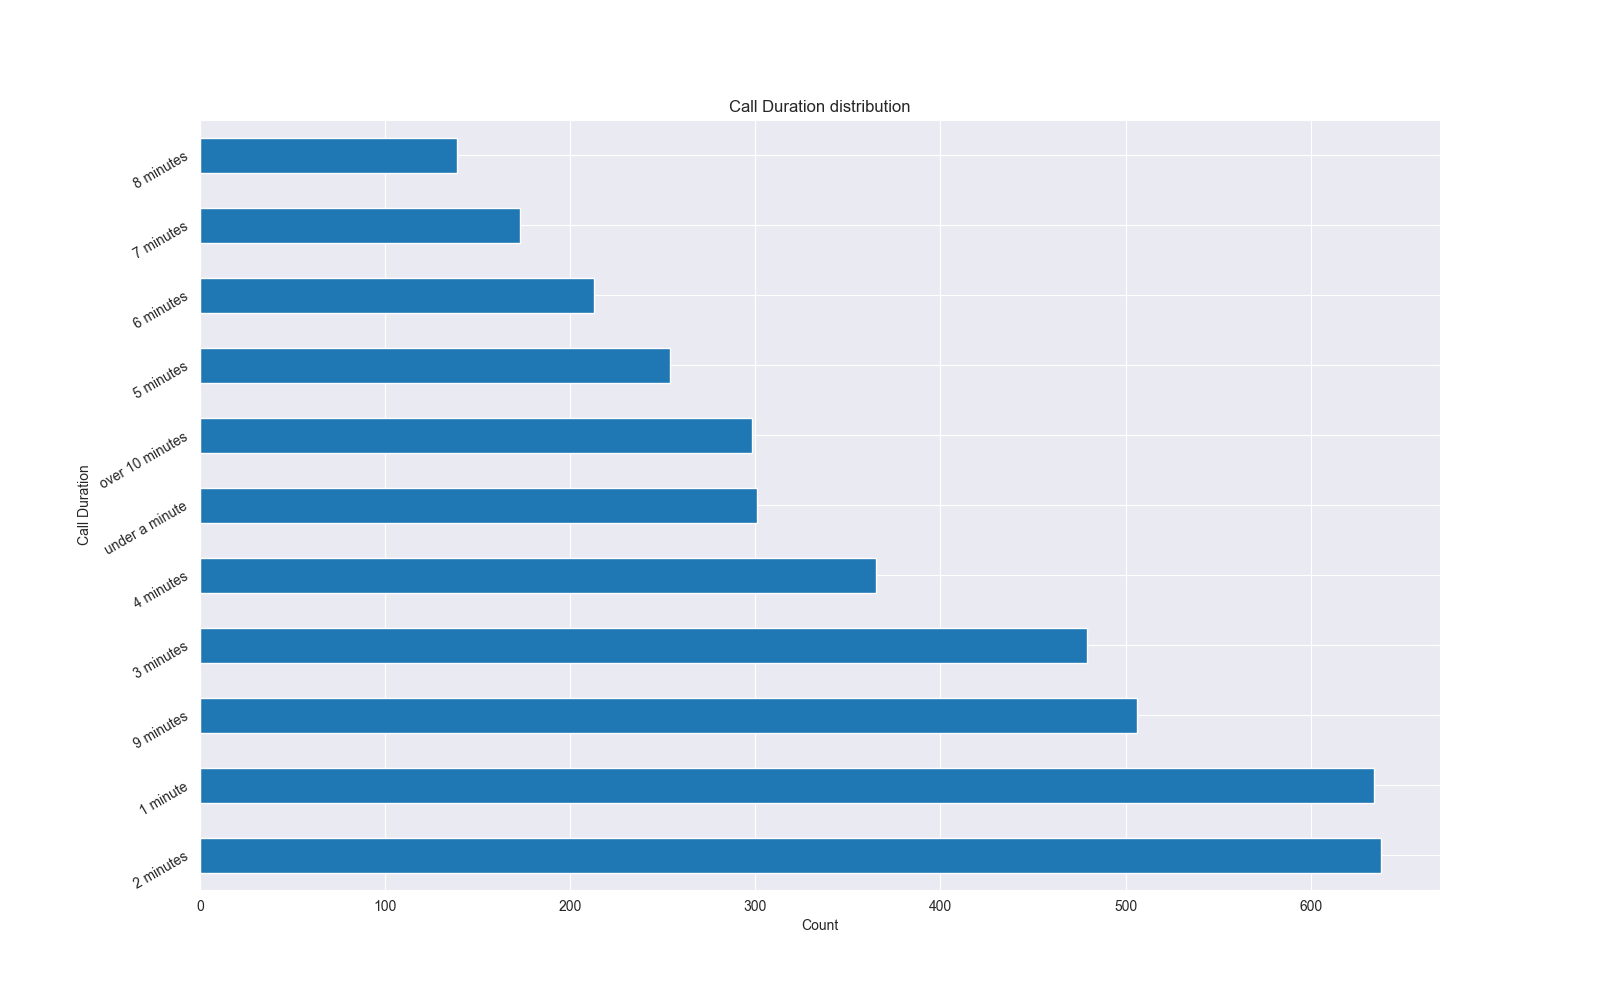 Call Duration distribution
8 minutes
7 minutes
6 minutes
5 minutes
over 10 minutes
under a minute
4 minutes
3 minutes
9 minutes
1 minute
2 minutes
Call Duration
0 100 200 300 400 500 600
Count